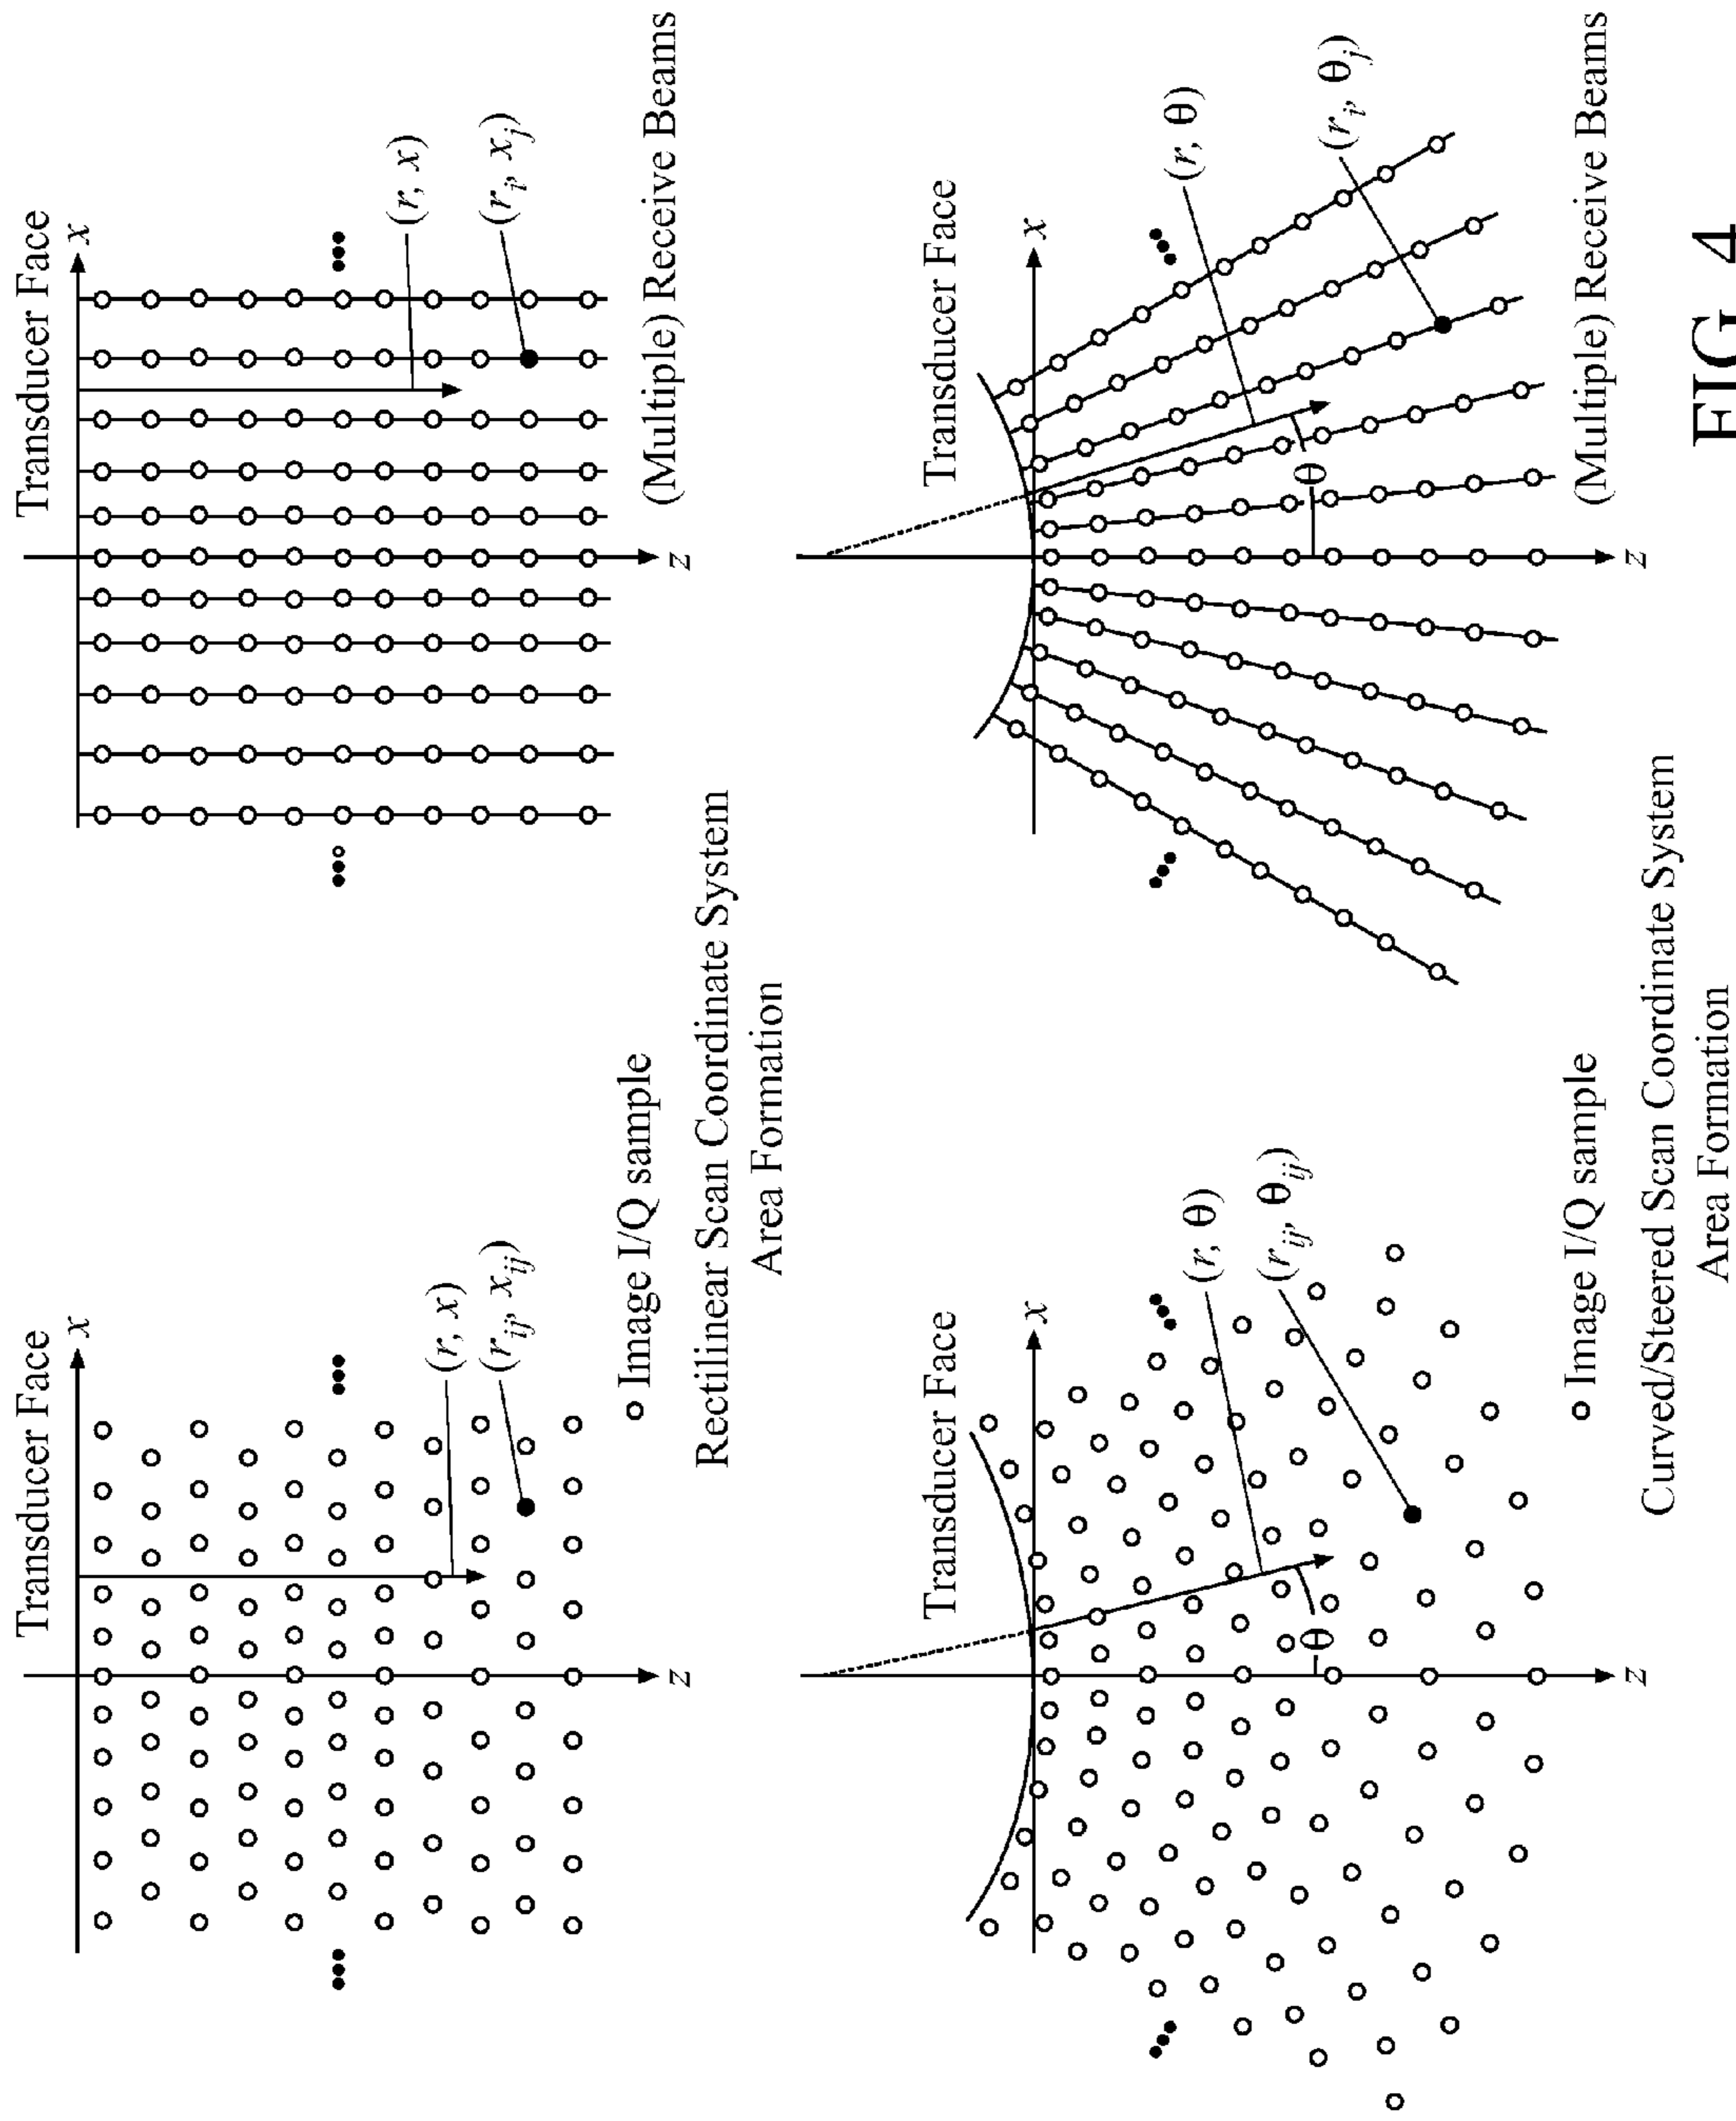 Transducer Face
x
(r, x)
(r_ij, x_ij)
z
Transducer Face
x
(r, x)
(r_i, x_j)
z
(Multiple) Receive Beams
Image I/Q sample
Rectilinear Scan Coordinate System
Area Formation
Transducer Face
x
(r, θ)
(r_ij, θ_ij)
θ
z
Transducer Face
x
(r, θ)
(r_i, θ_j)
θ
z
(Multiple) Receive Beams
Image I/Q sample
Curved/Steered Scan Coordinate System
Area Formation
FIG. 4